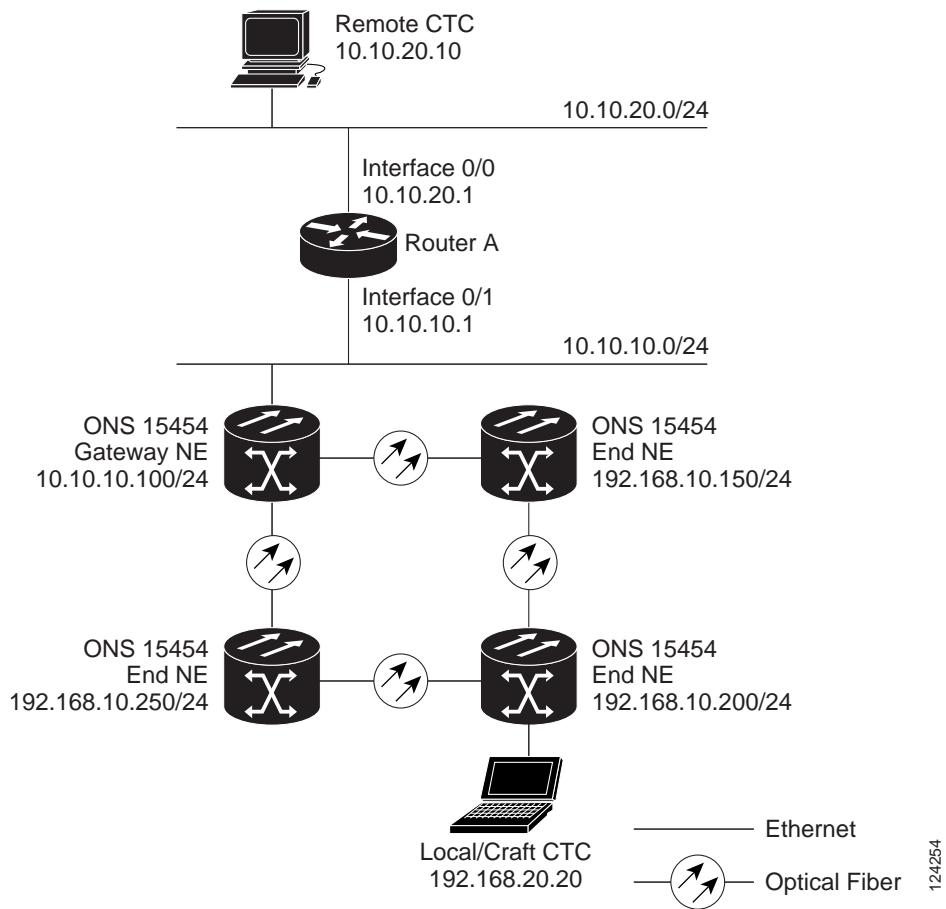 Remote CTC
10.10.20.10
10.10.20.0/24
Interface 0/0
10.10.20.1
Router A
Interface 0/1
10.10.10.1
10.10.10.0/24
ONS 15454
Gateway NE
10.10.10.100/24
ONS 15454
End NE
192.168.10.150/24
ONS 15454
End NE
192.168.10.250/24
ONS 15454
End NE
192.168.10.200/24
Local/Craft CTC
192.168.20.20
Ethernet
Optical Fiber
124254